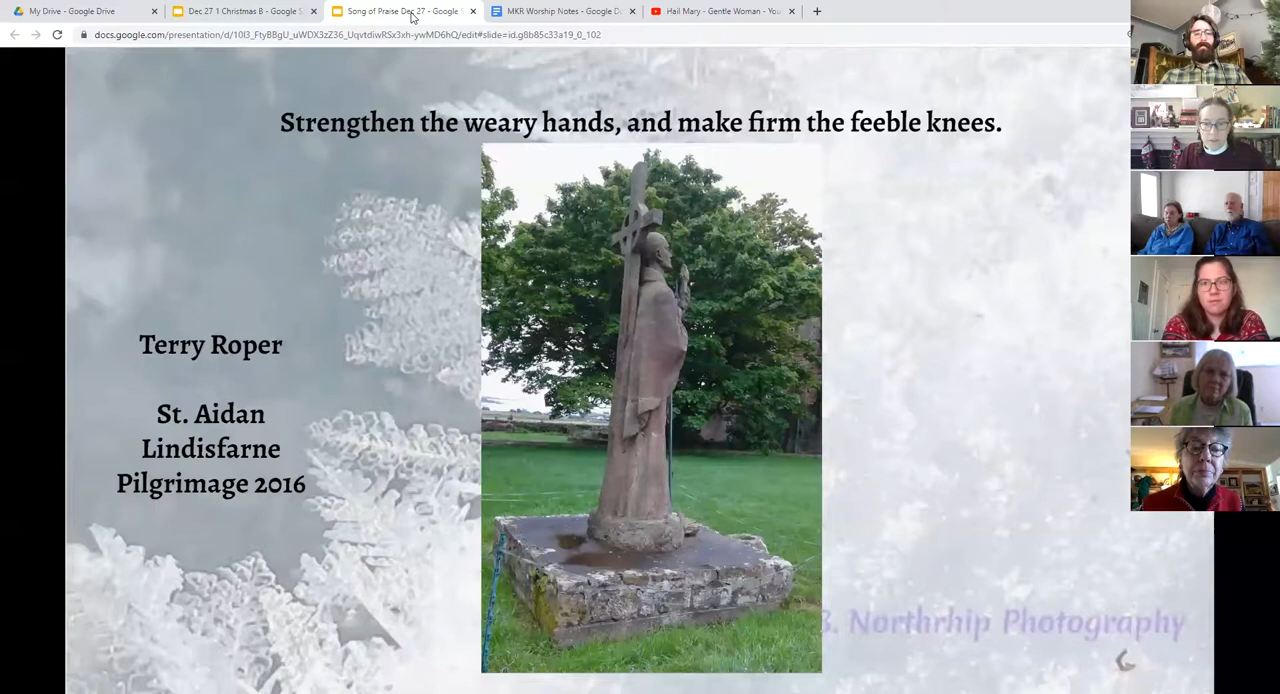 My Drive - Google Drive
Dec 27 1 Christmas B - Google S
Song of Praise Dec 27 - Google S
MKR Worship Notes - Google Do
Hail Mary - Gentle Woman - You
docs.google.com/presentation/d/10I3_FtyBBgU_uWDX3zZ36_UqvtdiwRSx3xh-ywMD6hQ/edit#slide=id.g8b85c33a19_0_102
Strengthen the weary hands, and make firm the feeble knees.
Terry Roper
St. Aidan
Lindisfarne
Pilgrimage 2016
B. Northrhip Photography